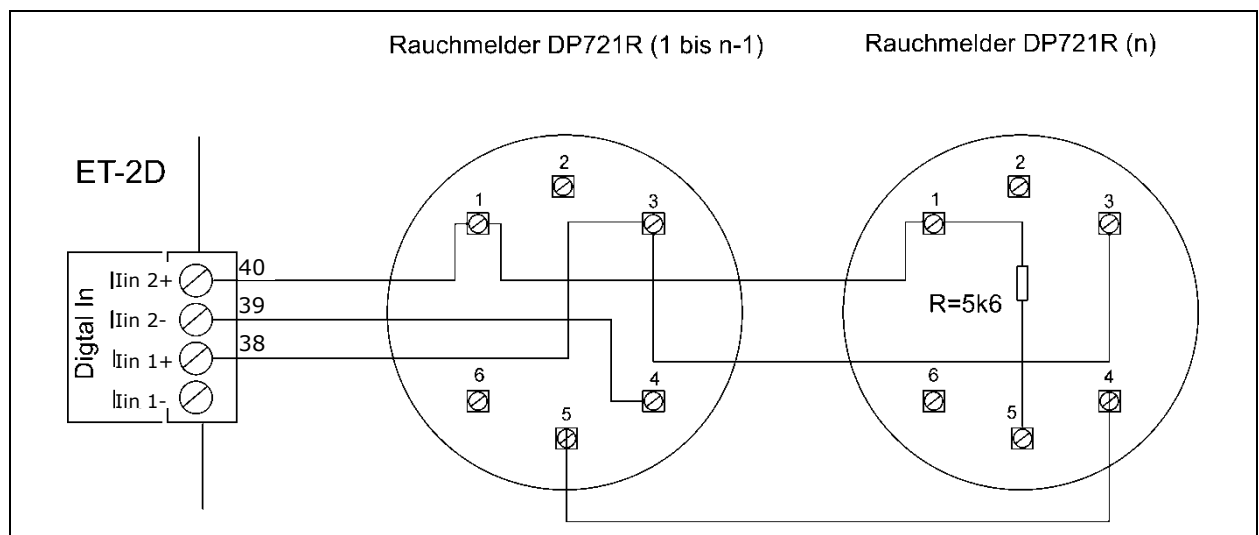 Rauchmelder DP721R (1 bis n-1)
Rauchmelder DP721R (n)
ET-2D
Digtal In
Iin 2+
40
Iin 2-
39
Iin 1+
38
Iin 1-
1
2
3
4
5
6
1
2
3
4
5
6
R=5k6